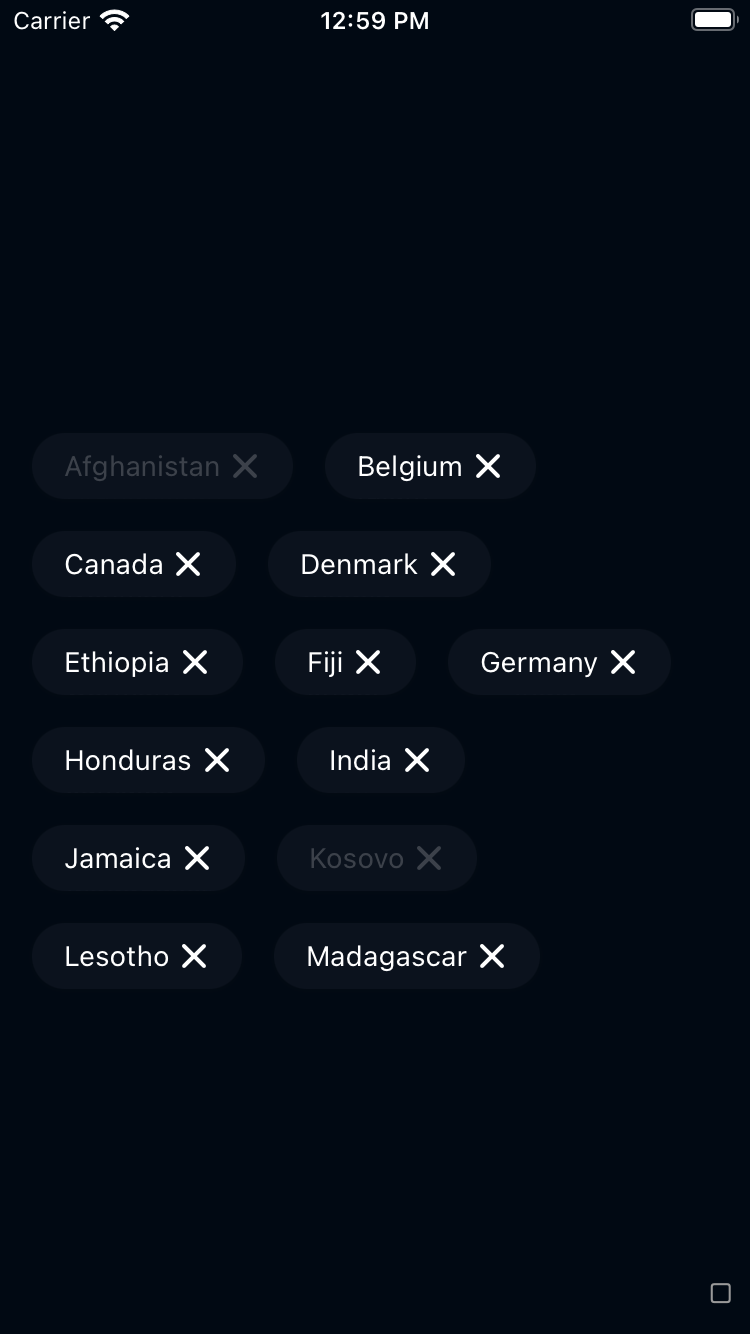 Carrier 12:59 PM
Afghanistan Belgium
Canada Denmark
Ethiopia Fiji Germany
Honduras India
Jamaica Kosovo
Lesotho Madagascar